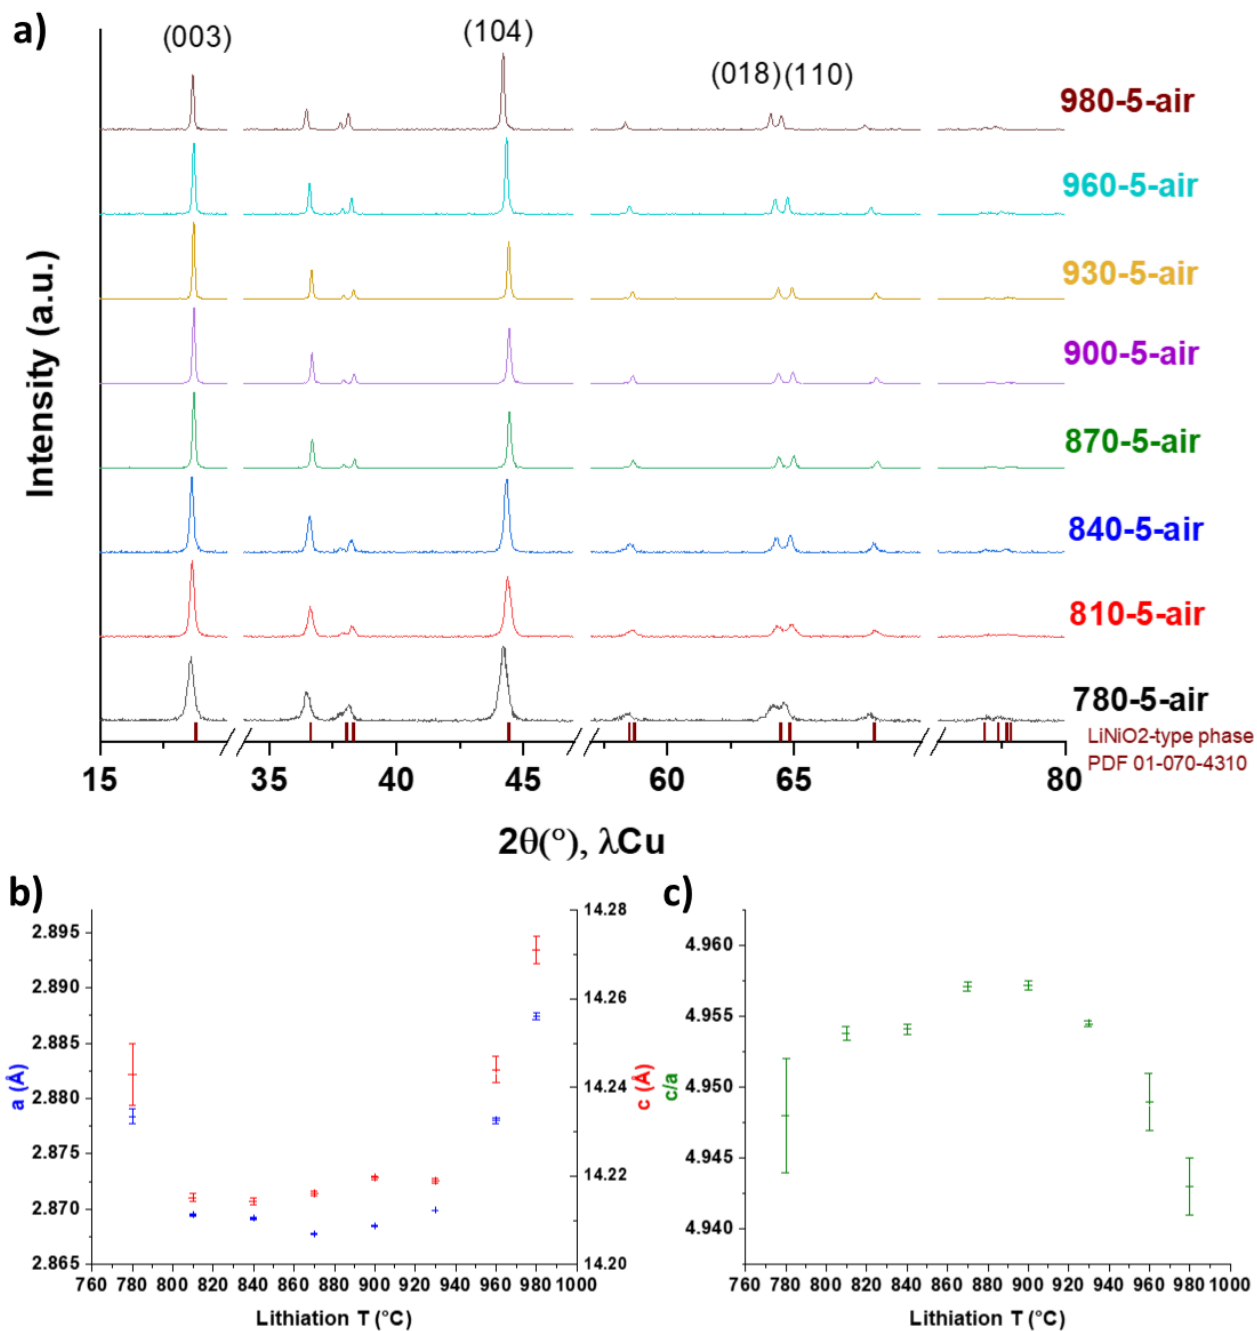 a)
(003)
(104)
(018)
(110)
980-5-air
960-5-air
930-5-air
900-5-air
870-5-air
840-5-air
810-5-air
780-5-air
LiNiO2-type phase
PDF 01-070-4310
Intensity (a.u.)
15 35 40 45 60 65 80
2θ(°), λCu
b)
2.895
2.890
2.885
2.880
2.875
2.870
2.865
a (Å)
14.28
14.26
14.24
14.22
14.20
c (Å)
760 780 800 820 840 860 880 900 920 940 960 980 1000
Lithiation T (°C)
c)
4.960
4.955
4.950
4.945
4.940
c/a
760 780 800 820 840 860 880 900 920 940 960 980 1000
Lithiation T (°C)